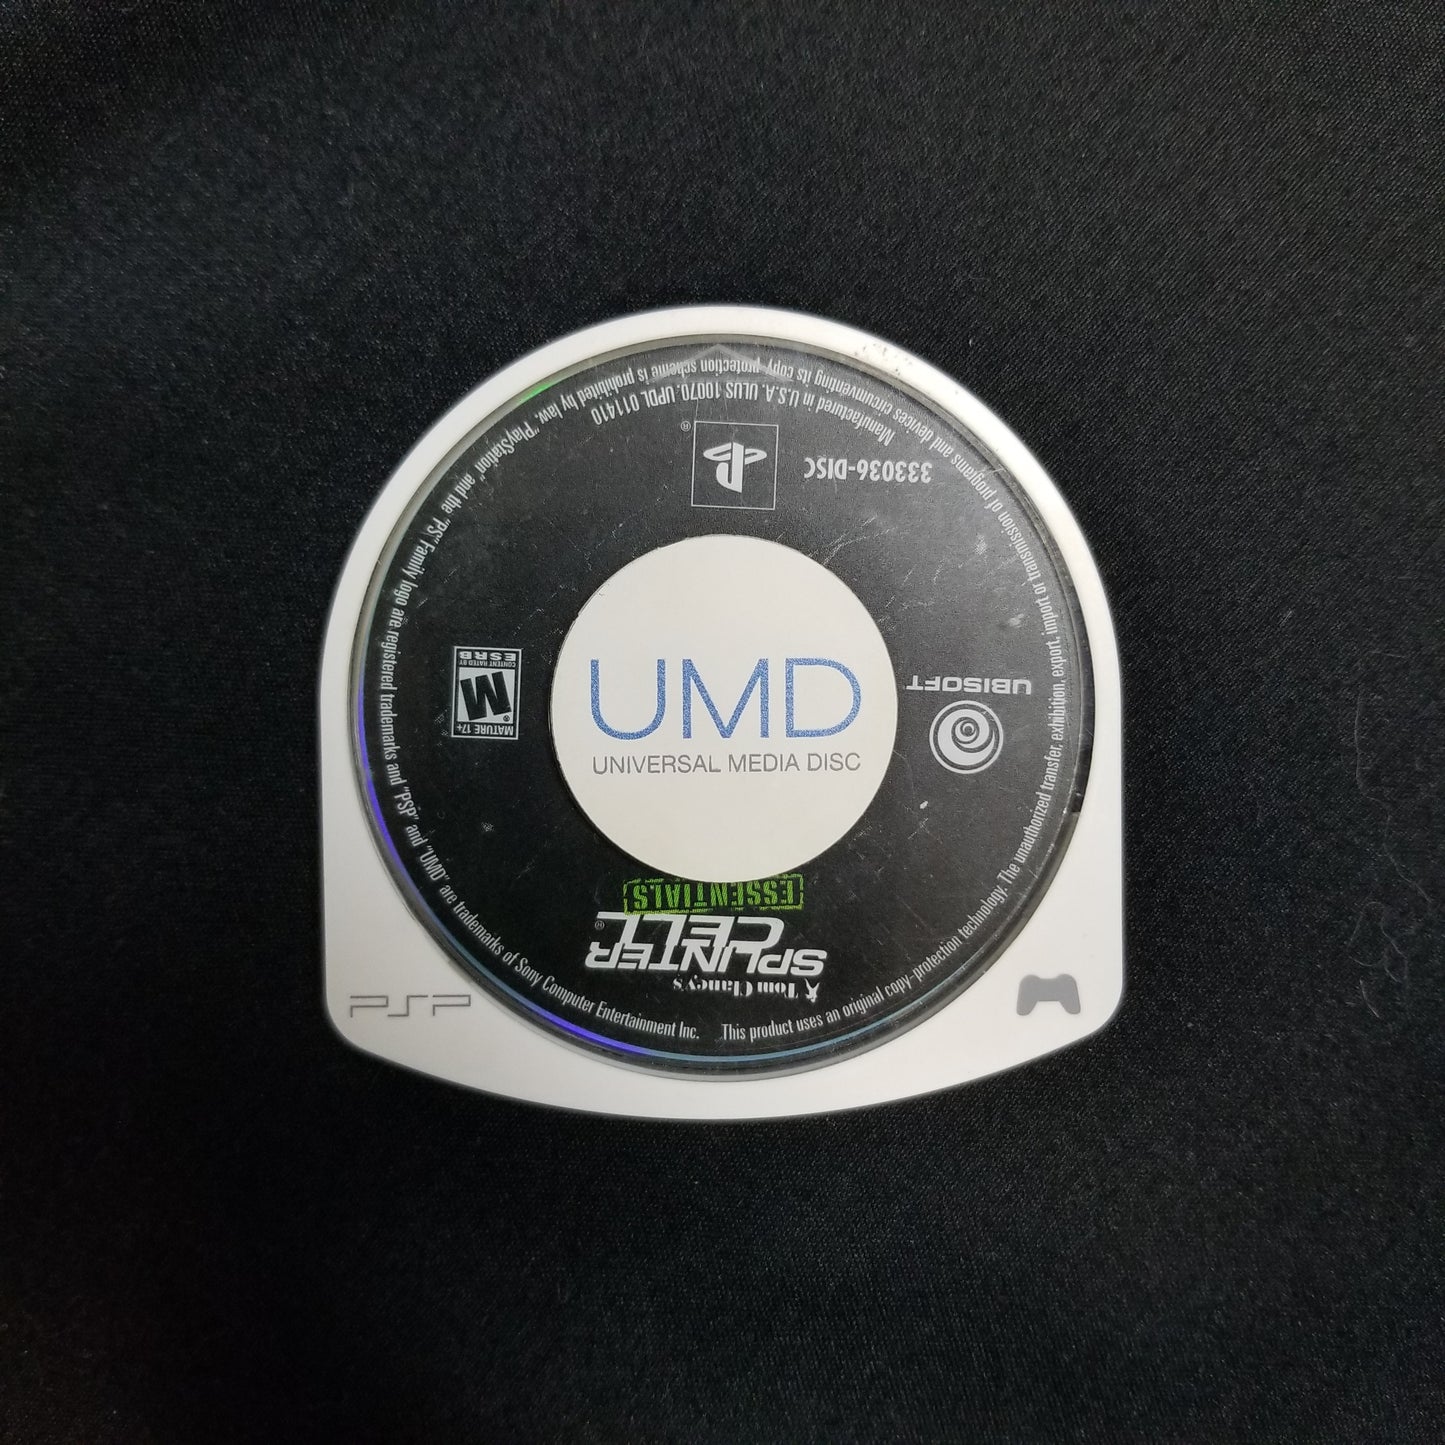 UMD
UNIVERSAL MEDIA DISC
PSP
Tom Clancy's
SPLINTER
CELL®
ESSENTIALS
UBISOFT
MATURE 17+
M®
CONTENT RATED BY
ESRB
®
333036-DISC
Manufactured in U.S.A. ULUS 10070. UPDL 011410
This product uses an original copy-protection technology. The unauthorized transfer, exhibition, export, import or transmission of programs and devices circumventing its copy protection scheme is prohibited by law. "PlayStation" and the "PS" Family logo are registered trademarks and "PSP" and "UMD" are trademarks of Sony Computer Entertainment Inc.